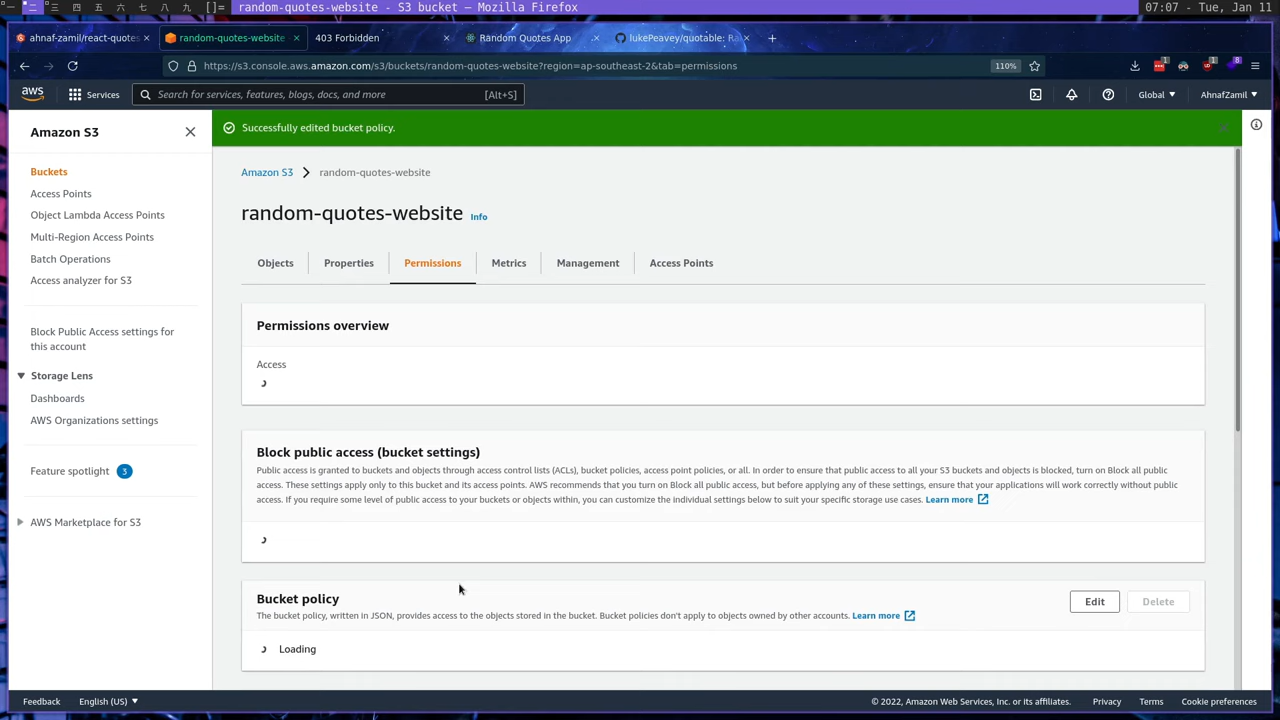 二 三 四 五 六 七 八 九 []= random-quotes-website - S3 bucket — Mozilla Firefox 07:07 - Tue, Jan 11
ahnaf-zamil/react-quotes random-quotes-website 403 Forbidden Random Quotes App lukePeavey/quotable: Ra
https://s3.console.aws.amazon.com/s3/buckets/random-quotes-website?region=ap-southeast-2&tab=permissions 110% 1 1 8
aws Services Search for services, features, blogs, docs, and more [Alt+S] Global AhnafZamil
Amazon S3
Successfully edited bucket policy.
Buckets
Access Points
Object Lambda Access Points
Multi-Region Access Points
Batch Operations
Access analyzer for S3
Block Public Access settings for
this account
Storage Lens
Dashboards
AWS Organizations settings
Feature spotlight 3
AWS Marketplace for S3
Amazon S3 random-quotes-website
random-quotes-website Info
Objects Properties Permissions Metrics Management Access Points
Permissions overview
Access
Block public access (bucket settings)
Public access is granted to buckets and objects through access control lists (ACLs), bucket policies, access point policies, or all. In order to ensure that public access to all your S3 buckets and objects is blocked, turn on Block all public
access. These settings apply only to this bucket and its access points. AWS recommends that you turn on Block all public access, but before applying any of these settings, ensure that your applications will work correctly without public
access. If you require some level of public access to your buckets or objects within, you can customize the individual settings below to suit your specific storage use cases. Learn more
Bucket policy
The bucket policy, written in JSON, provides access to the objects stored in the bucket. Bucket policies don't apply to objects owned by other accounts. Learn more
Edit Delete
Loading
Feedback English (US) © 2022, Amazon Web Services, Inc. or its affiliates. Privacy Terms Cookie preferences